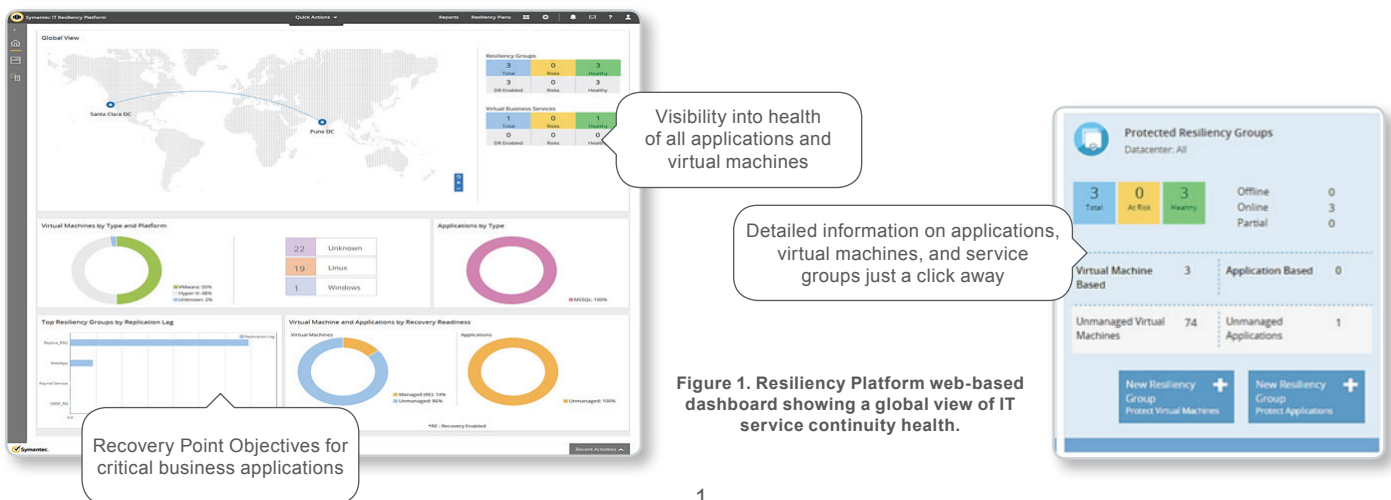 Symantec IT Resiliency Platform
Quick Actions
Reports
Resiliency Plans
?
Global View
Santa Clara DC
Pune DC
Resiliency Groups
3 0 3
Total Risks Healthy
3 0 3
DR Enabled Risks Healthy
Virtual Business Services
1 0 1
Total Risks Healthy
0 0 0
DR Enabled Risks Health
Visibility into health
of all applications and
virtual machines
Virtual Machines by Type and Platform
VMware: 50%
Hyper-V: 48%
Unknown: 2%
22 Unknown
19 Linux
1 Windows
Applications by Type
MSSQL: 100%
Top Resiliency Groups by Replication Lag
Replication Lag
Replica_RG2
WebApp
Payroll Service
0.0
Recovery Point Objectives for
critical business applications
Virtual Machine and Applications by Recovery Readiness
Virtual Machines
Applications
Managed (RE): 14%
Unmanaged: 86%
Unmanaged: 100%
*RE : Recovery Enabled
Symantec.
Recent Activities
Detailed information on applications,
virtual machines, and service
groups just a click away
Figure 1. Resiliency Platform web-based
dashboard showing a global view of IT
service continuity health.
Protected Resiliency Groups
Datacenter: All
3 0 3
Total At Risk Healthy
Offline 0
Online 3
Partial 0
Virtual Machine 3
Based
Application Based 0
Unmanaged Virtual 74
Machines
Unmanaged 1
Applications
New Resiliency
Group
Protect Virtual Machines
New Resiliency
Group
Protect Applications
1